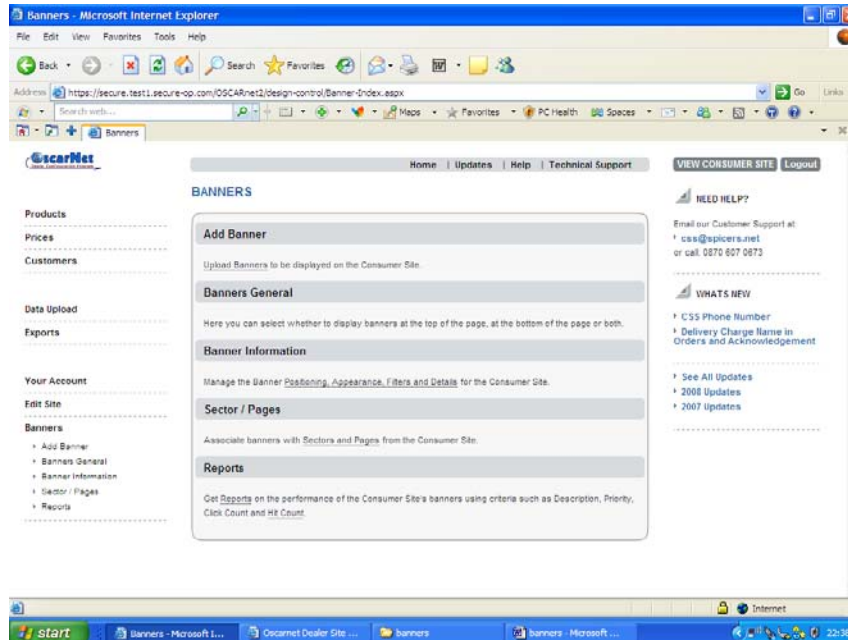 Banners - Microsoft Internet Explorer
File Edit View Favorites Tools Help
Back Search Favorites
Address https://secure.test1.secure-op.com/OSCARnet2/design-control/Banner-Index.aspx Go Links
Search web... Maps Favorites PC Health Spaces
Banners
OscarNet
Home | Updates | Help | Technical Support
VIEW CONSUMER SITE Logout
BANNERS
Products
Prices
Customers
Data Upload
Exports
Your Account
Edit Site
Banners
Add Banner
Banners General
Banner Information
Sector / Pages
Reports
Add Banner
Upload Banners to be displayed on the Consumer Site.
Banners General
Here you can select whether to display banners at the top of the page, at the bottom of the page or both.
Banner Information
Manage the Banner Positioning, Appearance, Filters and Details for the Consumer Site.
Sector / Pages
Associate banners with Sectors and Pages from the Consumer Site.
Reports
Get Reports on the performance of the Consumer Site's banners using criteria such as Description, Priority,
Click Count and Hit Count.
NEED HELP?
Email our Customer Support at
css@spicers.net
or call: 0870 607 0673
WHATS NEW
CSS Phone Number
Delivery Charge Name in
Orders and Acknowledgement
See All Updates
2008 Updates
2007 Updates
Internet
start Banners - Microsoft I... Oscarnet Dealer Site ... banners banners - Microsoft ...